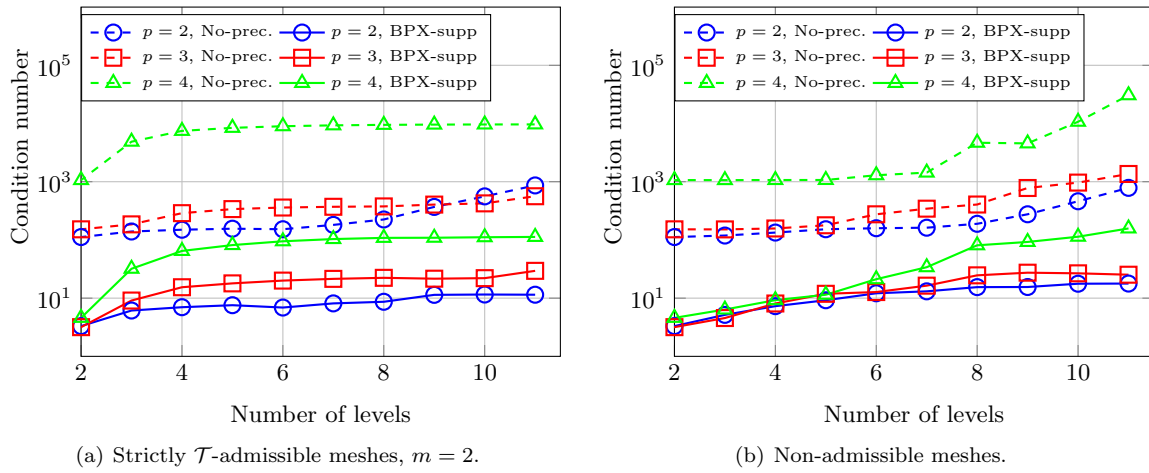 p = 2, No-prec. p = 2, BPX-supp
p = 3, No-prec. p = 3, BPX-supp
p = 4, No-prec. p = 4, BPX-supp
Condition number
10^5
10^3
10^1
2 4 6 8 10
Number of levels
(a) Strictly 𝒯-admissible meshes, m = 2.
p = 2, No-prec. p = 2, BPX-supp
p = 3, No-prec. p = 3, BPX-supp
p = 4, No-prec. p = 4, BPX-supp
Condition number
10^5
10^3
10^1
2 4 6 8 10
Number of levels
(b) Non-admissible meshes.